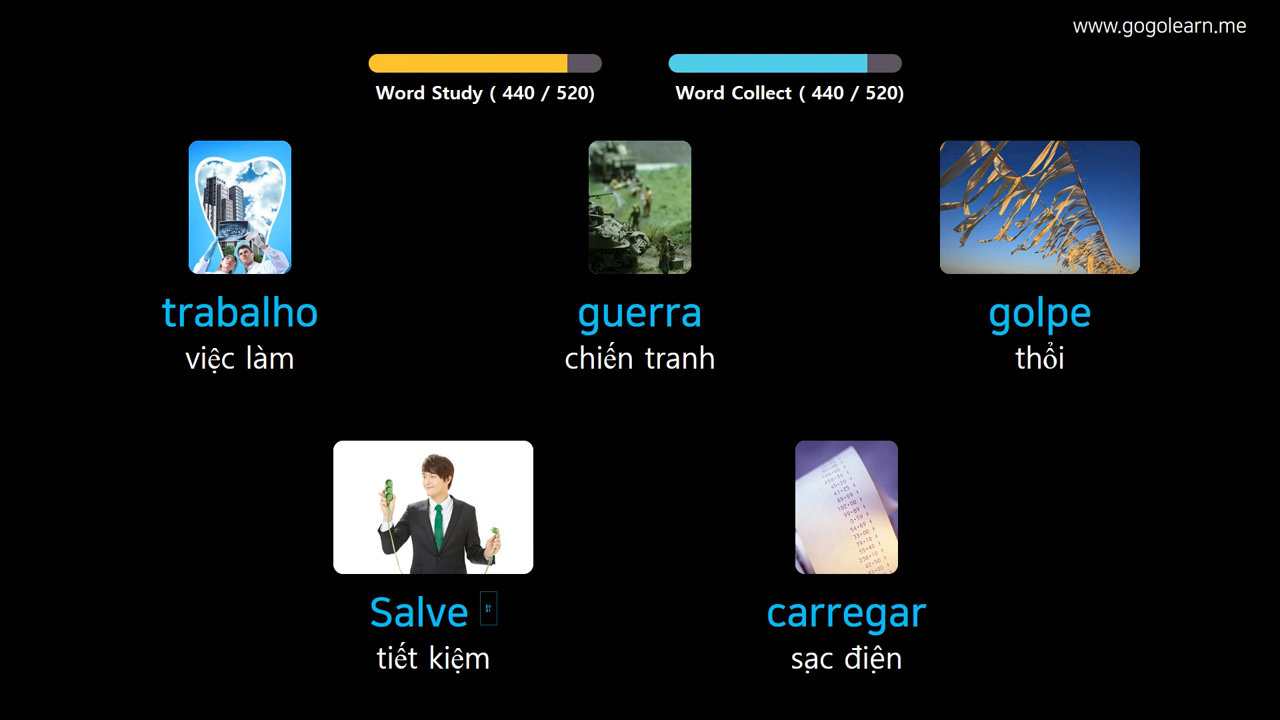 www.gogolearn.me
Word Study ( 440 / 520)
Word Collect ( 440 / 520)
trabalho
việc làm
guerra
chiến tranh
golpe
thổi
Salve
tiết kiệm
carregar
sạc điện